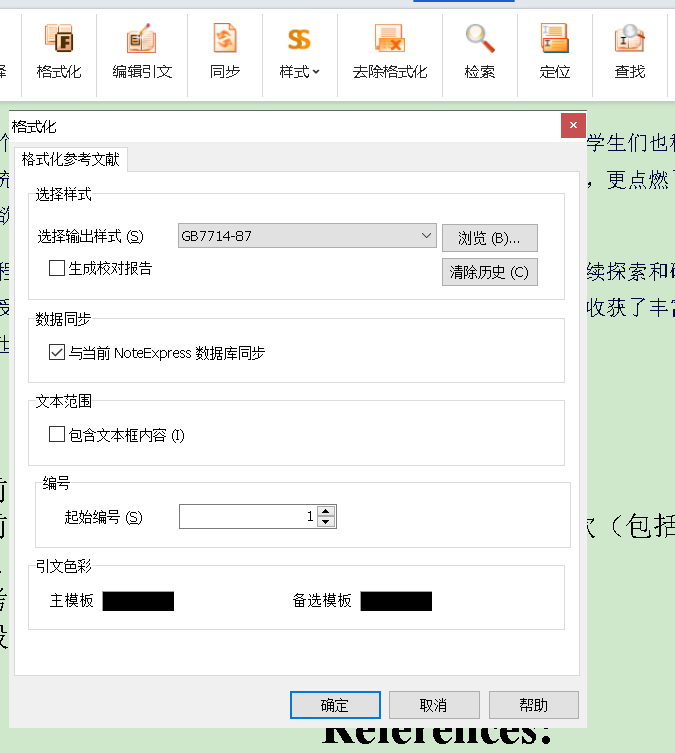 格式化
编辑引文
同步
样式
去除格式化
检索
定位
查找
格式化
学生们也
格式化参考文献
，更点燃
选择样式
选择输出样式 (S)
GB7714-87
浏览 (B)...
生成校对报告
清除历史 (C)
续探索和
数据同步
收获了丰
与当前 NoteExpress 数据库同步
文本范围
包含文本框内容 (I)
编号
起始编号 (S)
1
（包括
引文色彩
主模板
备选模板
确定
取消
帮助
References: